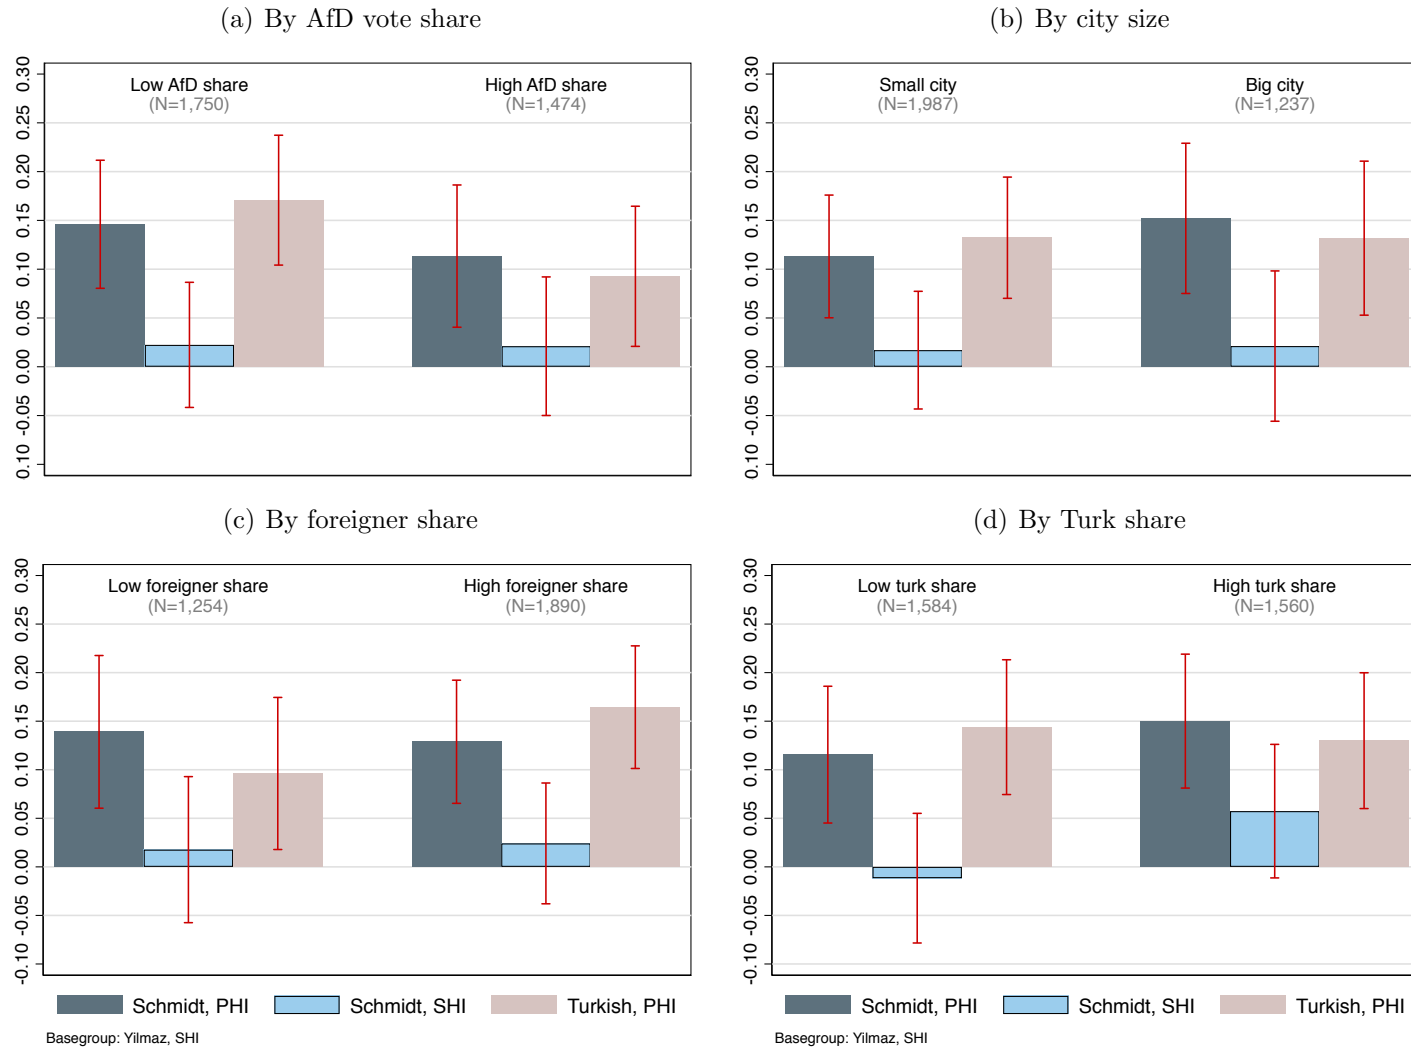 (a) By AfD vote share
(b) By city size
Low AfD share
(N=1,750)
High AfD share
(N=1,474)
0.30
0.25
0.20
0.15
0.10
0.05
0.00
-0.05
0.10
Small city
(N=1,987)
Big city
(N=1,237)
0.30
0.25
0.20
0.15
0.10
0.05
0.00
-0.05
0.10
(c) By foreigner share
(d) By Turk share
Low foreigner share
(N=1,254)
High foreigner share
(N=1,890)
0.30
0.25
0.20
0.15
0.10
0.05
0.00
-0.05
-0.10
Low turk share
(N=1,584)
High turk share
(N=1,560)
0.30
0.25
0.20
0.15
0.10
0.05
0.00
-0.05
-0.10
Schmidt, PHI Schmidt, SHI Turkish, PHI
Basegroup: Yilmaz, SHI
Schmidt, PHI Schmidt, SHI Turkish, PHI
Basegroup: Yilmaz, SHI